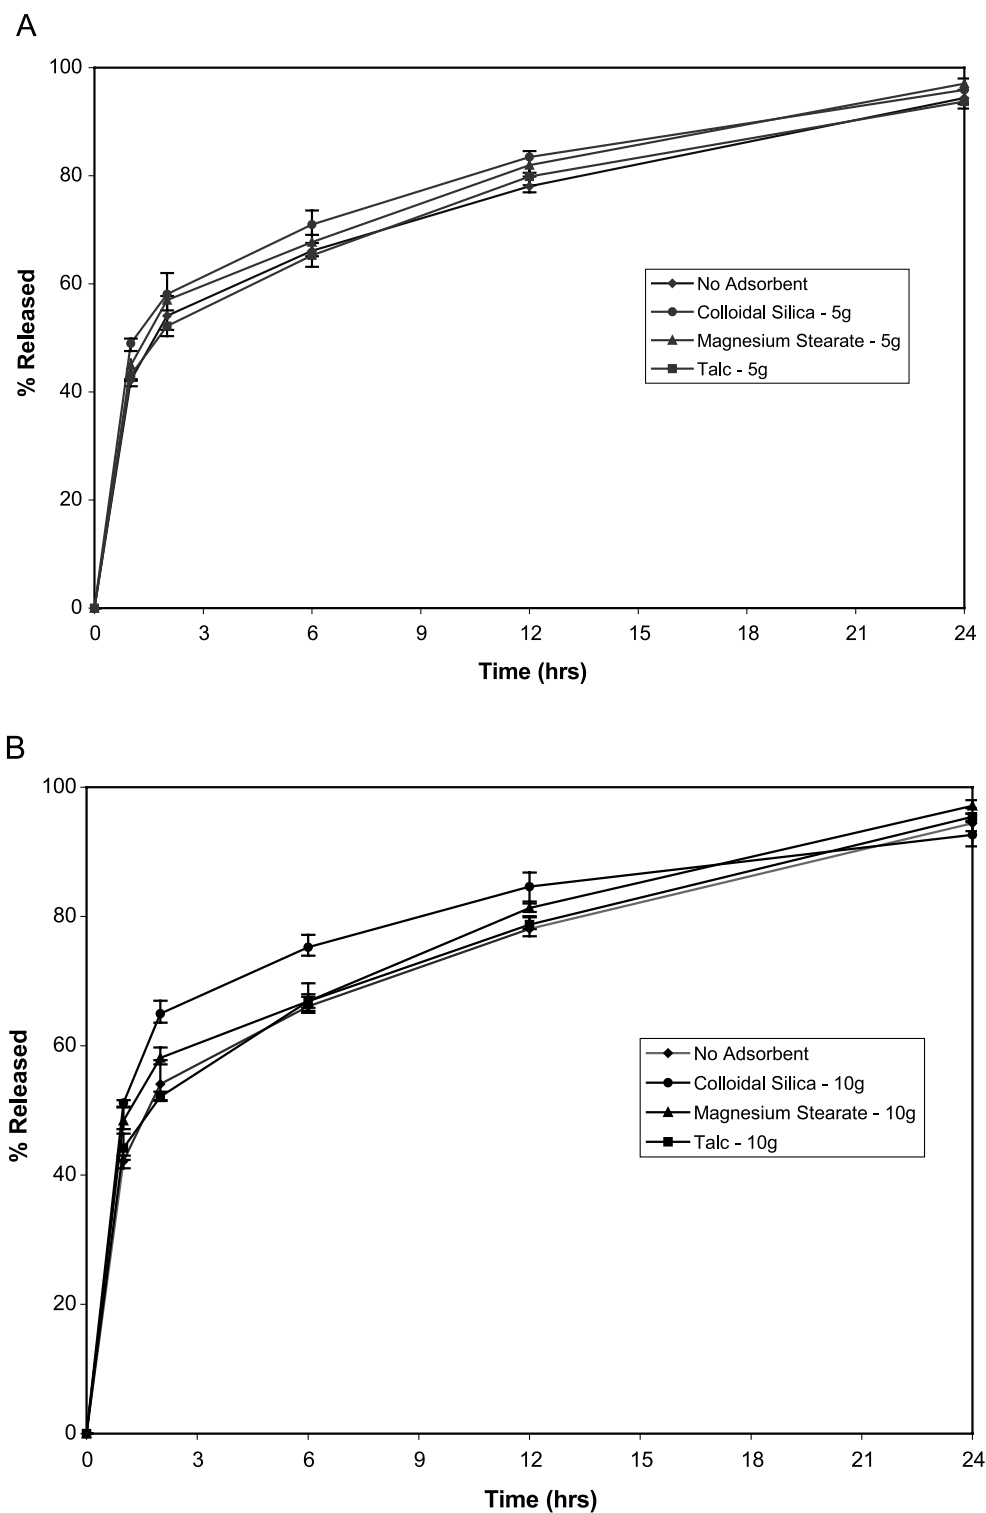 A
100
80
60
40
20
0
% Released
No Adsorbent
Colloidal Silica - 5g
Magnesium Stearate - 5g
Talc - 5g
0 3 6 9 12 15 18 21 24
Time (hrs)
B
100
80
60
40
20
0
% Released
No Adsorbent
Colloidal Silica - 10g
Magnesium Stearate - 10g
Talc - 10g
0 3 6 9 12 15 18 21 24
Time (hrs)